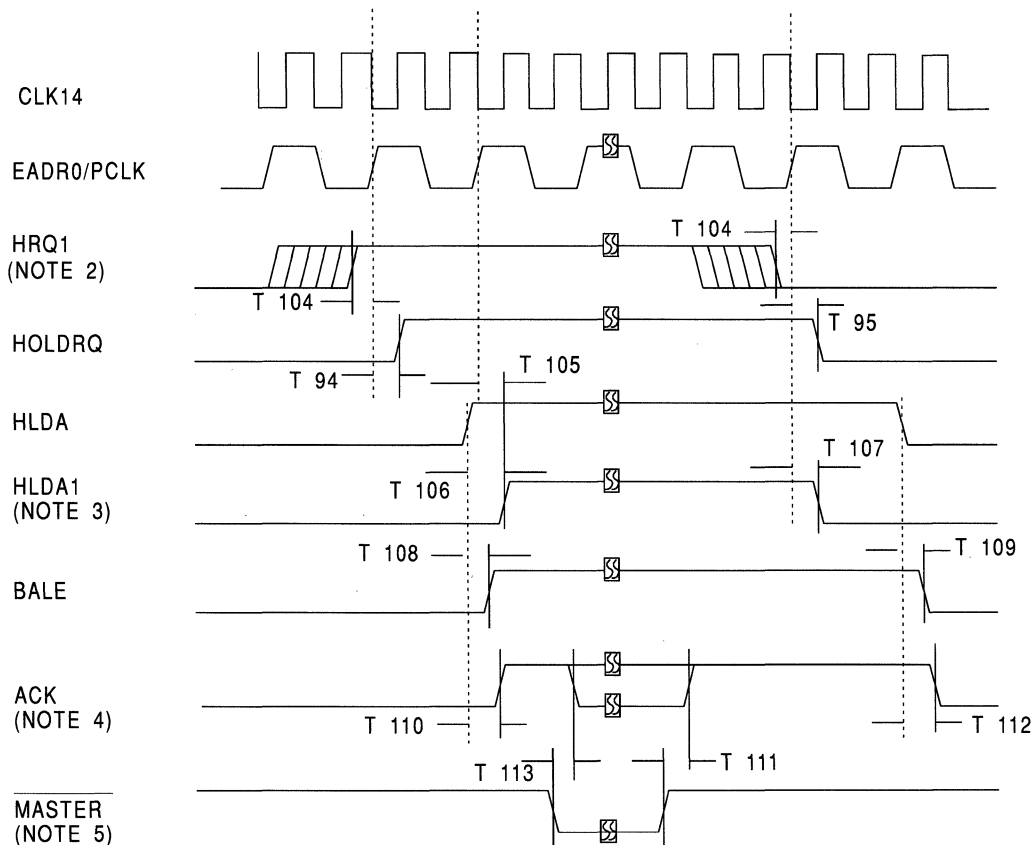 CLK14
EADR0/PCLK
T 104
HRQ1
(NOTE 2)
T 104
T 95
HOLDRQ
T 94
T 105
HLDA
T 107
T 106
HLDA1
(NOTE 3)
T 108
T 109
BALE
ACK
(NOTE 4)
T 110
T 112
T 113
T 111
MASTER
(NOTE 5)